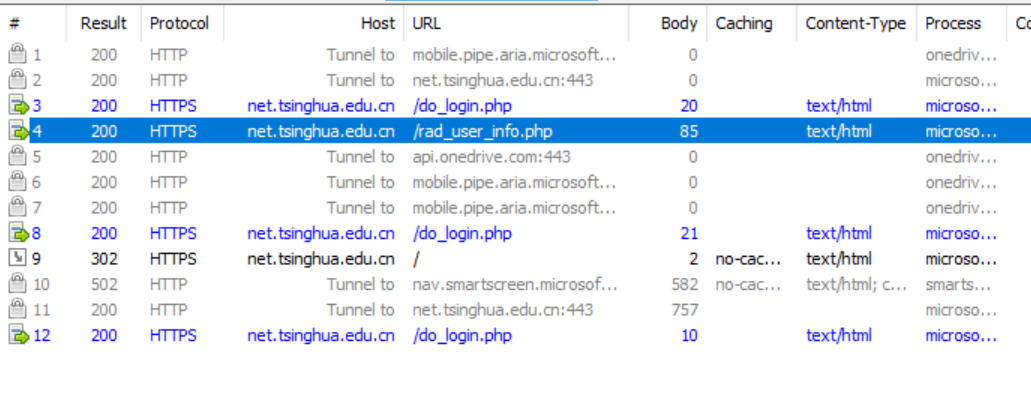 # Result Protocol Host URL Body Caching Content-Type Process Co
1 200 HTTP Tunnel to mobile.pipe.aria.microsoft... 0 onedriv...
2 200 HTTP Tunnel to net.tsinghua.edu.cn:443 0 microso...
3 200 HTTPS net.tsinghua.edu.cn /do_login.php 20 text/html microso...
4 200 HTTPS net.tsinghua.edu.cn /rad_user_info.php 85 text/html microso...
5 200 HTTP Tunnel to api.onedrive.com:443 0 onedriv...
6 200 HTTP Tunnel to mobile.pipe.aria.microsoft... 0 onedriv...
7 200 HTTP Tunnel to mobile.pipe.aria.microsoft... 0 onedriv...
8 200 HTTPS net.tsinghua.edu.cn /do_login.php 21 text/html microso...
9 302 HTTPS net.tsinghua.edu.cn / 2 no-cac... text/html microso...
10 502 HTTP Tunnel to nav.smartscreen.microsof... 582 no-cac... text/html; c... smarts...
11 200 HTTP Tunnel to net.tsinghua.edu.cn:443 757 microso...
12 200 HTTPS net.tsinghua.edu.cn /do_login.php 10 text/html microso...